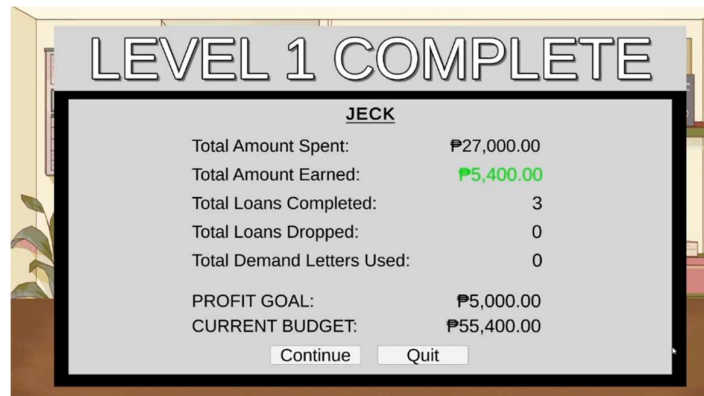 LEVEL 1 COMPLETE
JECK
Total Amount Spent: ₱27,000.00
Total Amount Earned: ₱5,400.00
Total Loans Completed: 3
Total Loans Dropped: 0
Total Demand Letters Used: 0
PROFIT GOAL: ₱5,000.00
CURRENT BUDGET: ₱55,400.00
Continue Quit